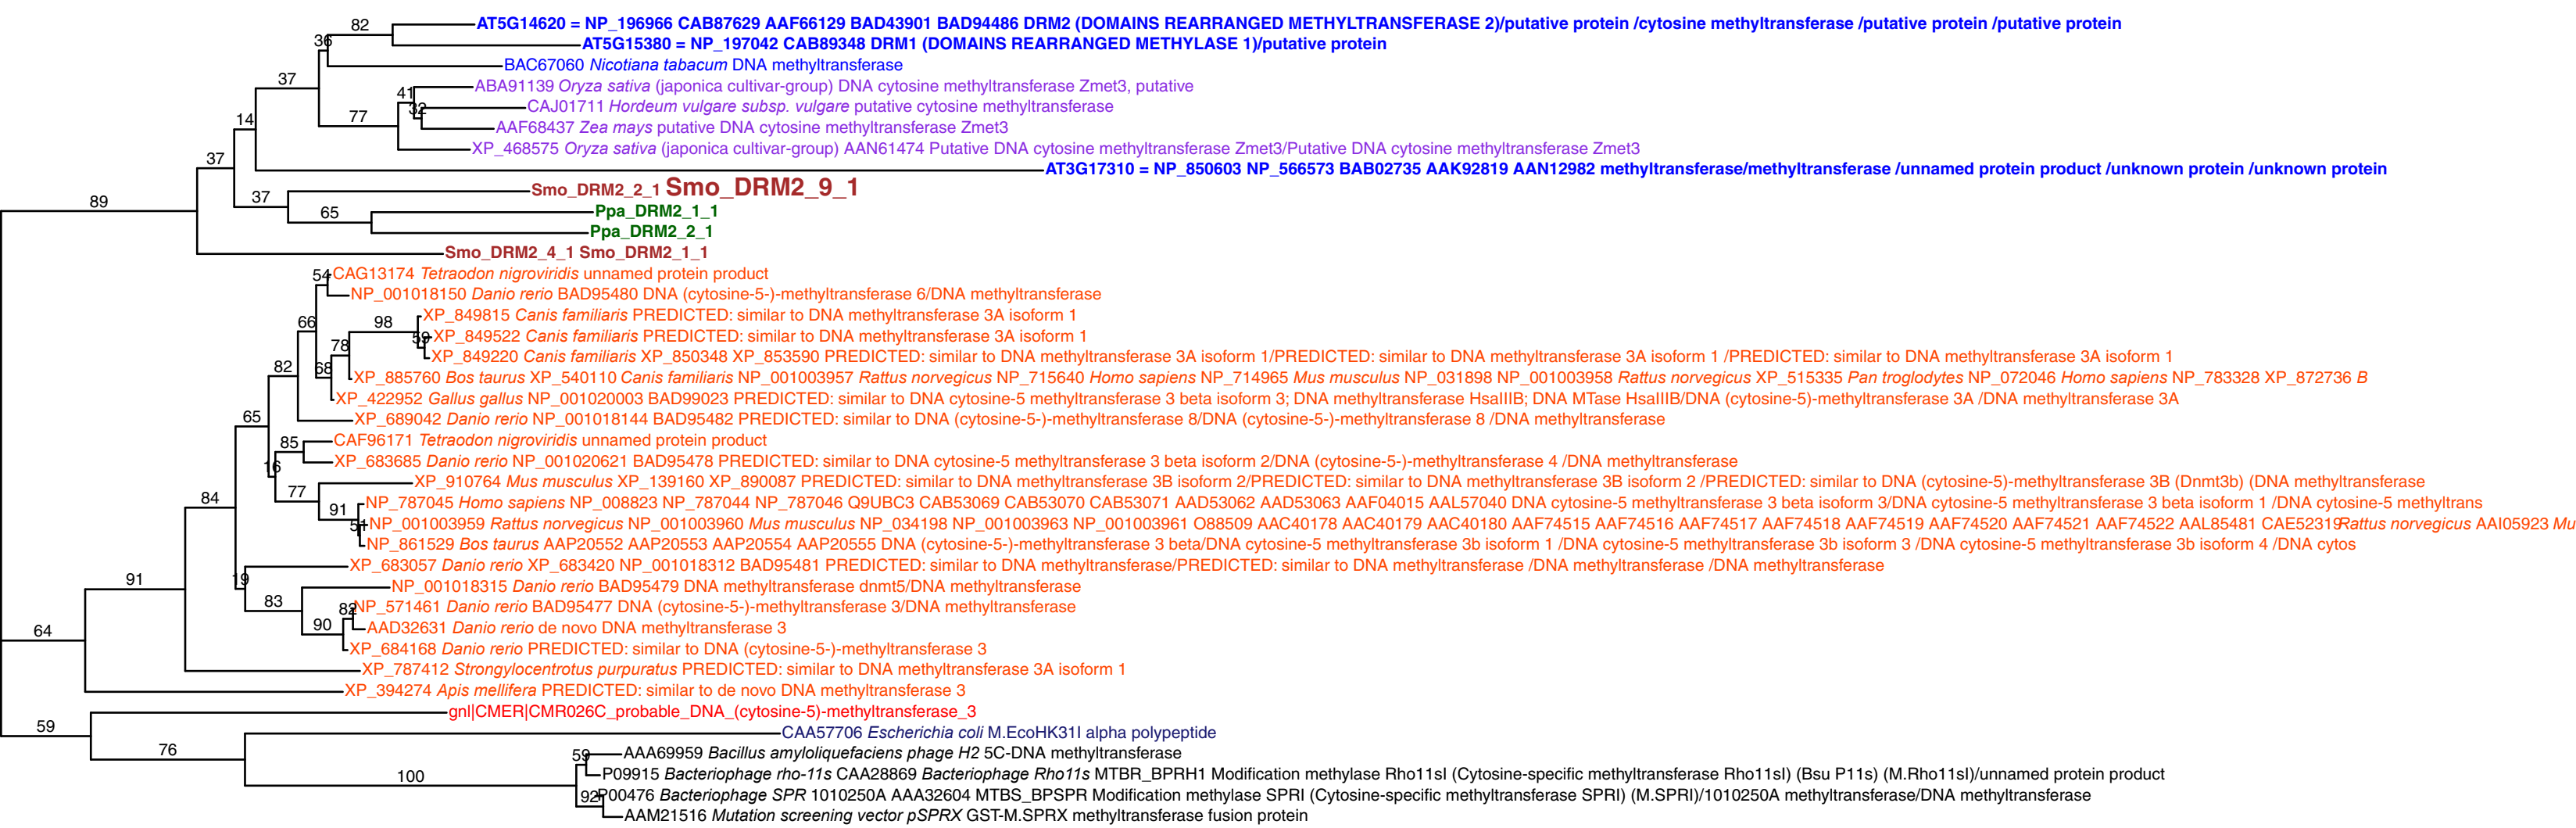 82 AT5G14620 = NP_196966 CAB87629 AAF66129 BAD43901 BAD94486 DRM2 (DOMAINS REARRANGED METHYLTRANSFERASE 2)/putative protein /cytosine methyltransferase /putative protein /putative protein
36 AT5G15380 = NP_197042 CAB89348 DRM1 (DOMAINS REARRANGED METHYLASE 1)/putative protein
BAC67060 Nicotiana tabacum DNA methyltransferase
37 ABA91139 Oryza sativa (japonica cultivar-group) DNA cytosine methyltransferase Zmet3, putative
41 32 CAJ01711 Hordeum vulgare subsp. vulgare putative cytosine methyltransferase
14 77 AAF68437 Zea mays putative DNA cytosine methyltransferase Zmet3
XP_468575 Oryza sativa (japonica cultivar-group) AAN61474 Putative DNA cytosine methyltransferase Zmet3/Putative DNA cytosine methyltransferase Zmet3
37 AT3G17310 = NP_850603 NP_566573 BAB02735 AAK92819 AAN12982 methyltransferase/methyltransferase /unnamed protein product /unknown protein /unknown protein
Smo_DRM2_2_1 Smo_DRM2_9_1
89 37 65 Ppa_DRM2_1_1
Ppa_DRM2_2_1
Smo_DRM2_4_1 Smo_DRM2_1_1
54 CAG13174 Tetraodon nigroviridis unnamed protein product
NP_001018150 Danio rerio BAD95480 DNA (cytosine-5-)-methyltransferase 6/DNA methyltransferase
66 98 XP_849815 Canis familiaris PREDICTED: similar to DNA methyltransferase 3A isoform 1
59 XP_849522 Canis familiaris PREDICTED: similar to DNA methyltransferase 3A isoform 1
78 XP_849220 Canis familiaris XP_850348 XP_853590 PREDICTED: similar to DNA methyltransferase 3A isoform 1/PREDICTED: similar to DNA methyltransferase 3A isoform 1 /PREDICTED: similar to DNA methyltransferase 3A isoform 1
82 68 XP_885760 Bos taurus XP_540110 Canis familiaris NP_001003957 Rattus norvegicus NP_715640 Homo sapiens NP_714965 Mus musculus NP_031898 NP_001003958 Rattus norvegicus XP_515335 Pan troglodytes NP_072046 Homo sapiens NP_783328 XP_872736 B
XP_422952 Gallus gallus NP_001020003 BAD99023 PREDICTED: similar to DNA cytosine-5 methyltransferase 3 beta isoform 3; DNA methyltransferase HsaIIIB; DNA MTase HsaIIIB/DNA (cytosine-5)-methyltransferase 3A /DNA methyltransferase 3A
65 XP_689042 Danio rerio NP_001018144 BAD95482 PREDICTED: similar to DNA (cytosine-5-)-methyltransferase 8/DNA (cytosine-5-)-methyltransferase 8 /DNA methyltransferase
85 CAF96171 Tetraodon nigroviridis unnamed protein product
16 XP_683685 Danio rerio NP_001020621 BAD95478 PREDICTED: similar to DNA cytosine-5 methyltransferase 3 beta isoform 2/DNA (cytosine-5-)-methyltransferase 4 /DNA methyltransferase
77 XP_910764 Mus musculus XP_139160 XP_890087 PREDICTED: similar to DNA methyltransferase 3B isoform 2/PREDICTED: similar to DNA methyltransferase 3B isoform 2 /PREDICTED: similar to DNA (cytosine-5)-methyltransferase 3B (Dnmt3b) (DNA methyltransferase
84 91 NP_787045 Homo sapiens NP_008823 NP_787044 NP_787046 Q9UBC3 CAB53069 CAB53070 CAB53071 AAD53062 AAD53063 AAF04015 AAL57040 DNA cytosine-5 methyltransferase 3 beta isoform 3/DNA cytosine-5 methyltransferase 3 beta isoform 1 /DNA cytosine-5 methyltrans
NP_001003959 Rattus norvegicus NP_001003960 Mus musculus NP_034198 NP_001003963 NP_001003961 O88509 AAC40178 AAC40179 AAC40180 AAF74515 AAF74516 AAF74517 AAF74518 AAF74519 AAF74520 AAF74521 AAF74522 AAL85481 CAE52319 Rattus norvegicus AAI05923 Mu
NP_861529 Bos taurus AAP20552 AAP20553 AAP20554 AAP20555 DNA (cytosine-5-)-methyltransferase 3 beta/DNA cytosine-5 methyltransferase 3b isoform 1 /DNA cytosine-5 methyltransferase 3b isoform 3 /DNA cytosine-5 methyltransferase 3b isoform 4 /DNA cytos
XP_683057 Danio rerio XP_683420 NP_001018312 BAD95481 PREDICTED: similar to DNA methyltransferase/PREDICTED: similar to DNA methyltransferase /DNA methyltransferase /DNA methyltransferase
91 19 NP_001018315 Danio rerio BAD95479 DNA methyltransferase dnmt5/DNA methyltransferase
83 82 NP_571461 Danio rerio BAD95477 DNA (cytosine-5-)-methyltransferase 3/DNA methyltransferase
64 90 AAD32631 Danio rerio de novo DNA methyltransferase 3
XP_684168 Danio rerio PREDICTED: similar to DNA (cytosine-5-)-methyltransferase 3
XP_787412 Strongylocentrotus purpuratus PREDICTED: similar to DNA methyltransferase 3A isoform 1
XP_394274 Apis mellifera PREDICTED: similar to de novo DNA methyltransferase 3
gnl|CMER|CMR026C_probable_DNA_(cytosine-5)-methyltransferase_3
59 CAA57706 Escherichia coli M.EcoHK31I alpha polypeptide
76 59 AAA69959 Bacillus amyloliquefaciens phage H2 5C-DNA methyltransferase
100 P09915 Bacteriophage rho-11s CAA28869 Bacteriophage Rho11s MTBR_BPRH1 Modification methylase Rho11sI (Cytosine-specific methyltransferase Rho11sI) (Bsu P11s) (M.Rho11sI)/unnamed protein product
92 P00476 Bacteriophage SPR 1010250A AAA32604 MTBS_BPSPR Modification methylase SPRI (Cytosine-specific methyltransferase SPRI) (M.SPRI)/1010250A methyltransferase/DNA methyltransferase
AAM21516 Mutation screening vector pSPRX GST-M.SPRX methyltransferase fusion protein